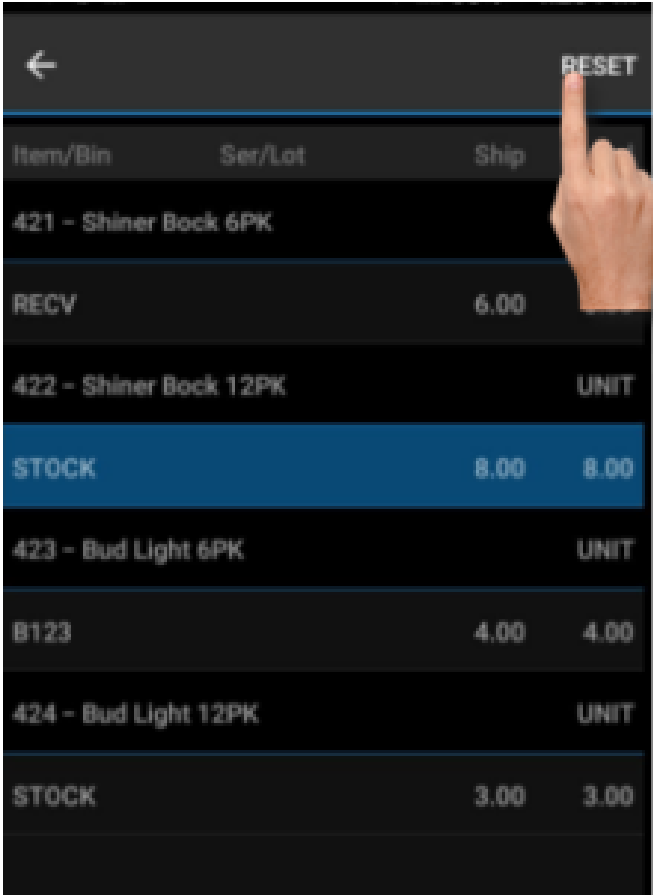 RESET
Item/Bin Ser/Lot Ship
421 - Shiner Bock 6PK
RECV 6.00
422 - Shiner Bock 12PK UNIT
STOCK 8.00 8.00
423 - Bud Light 6PK UNIT
B123 4.00 4.00
424 - Bud Light 12PK UNIT
STOCK 3.00 3.00